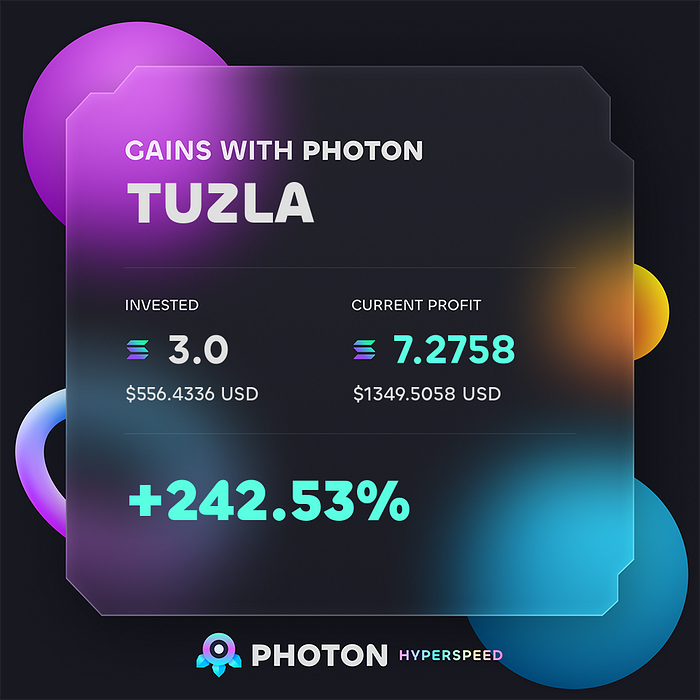 GAINS WITH PHOTON
TUZLA
INVESTED
3.0
$556.4336 USD
CURRENT PROFIT
7.2758
$1349.5058 USD
+242.53%
PHOTON HYPERSPEED